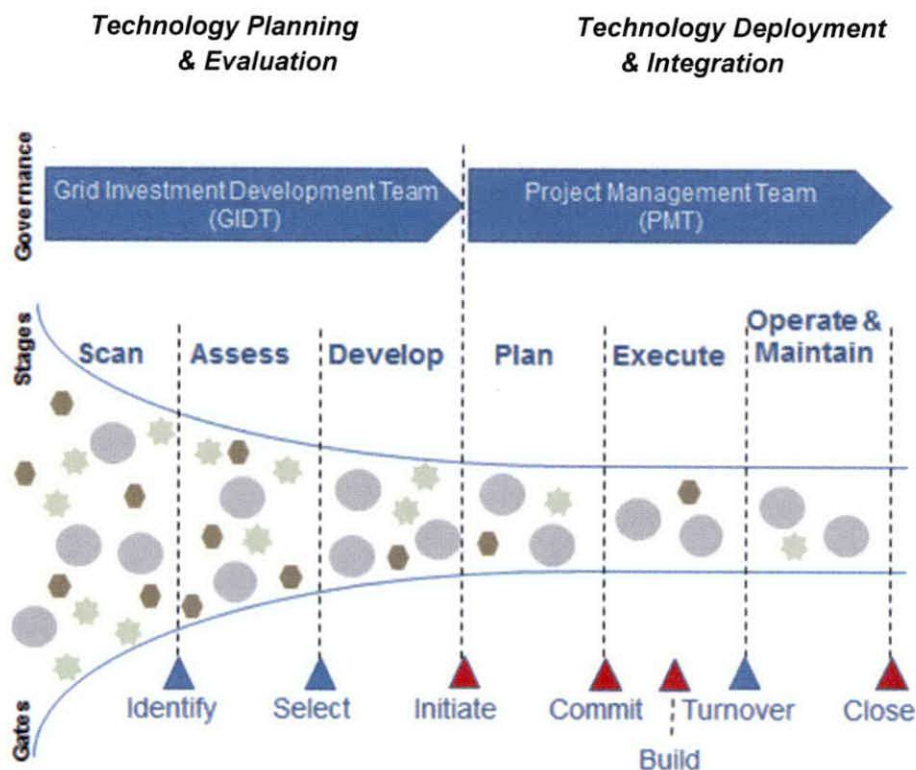 Technology Planning
& Evaluation
Technology Deployment
& Integration
Governance
Grid Investment Development Team
(GIDT)
Project Management Team
(PMT)
Stages
Scan
Assess
Develop
Plan
Execute
Operate &
Maintain
Gates
Identify
Select
Initiate
Commit
Build
Turnover
Close